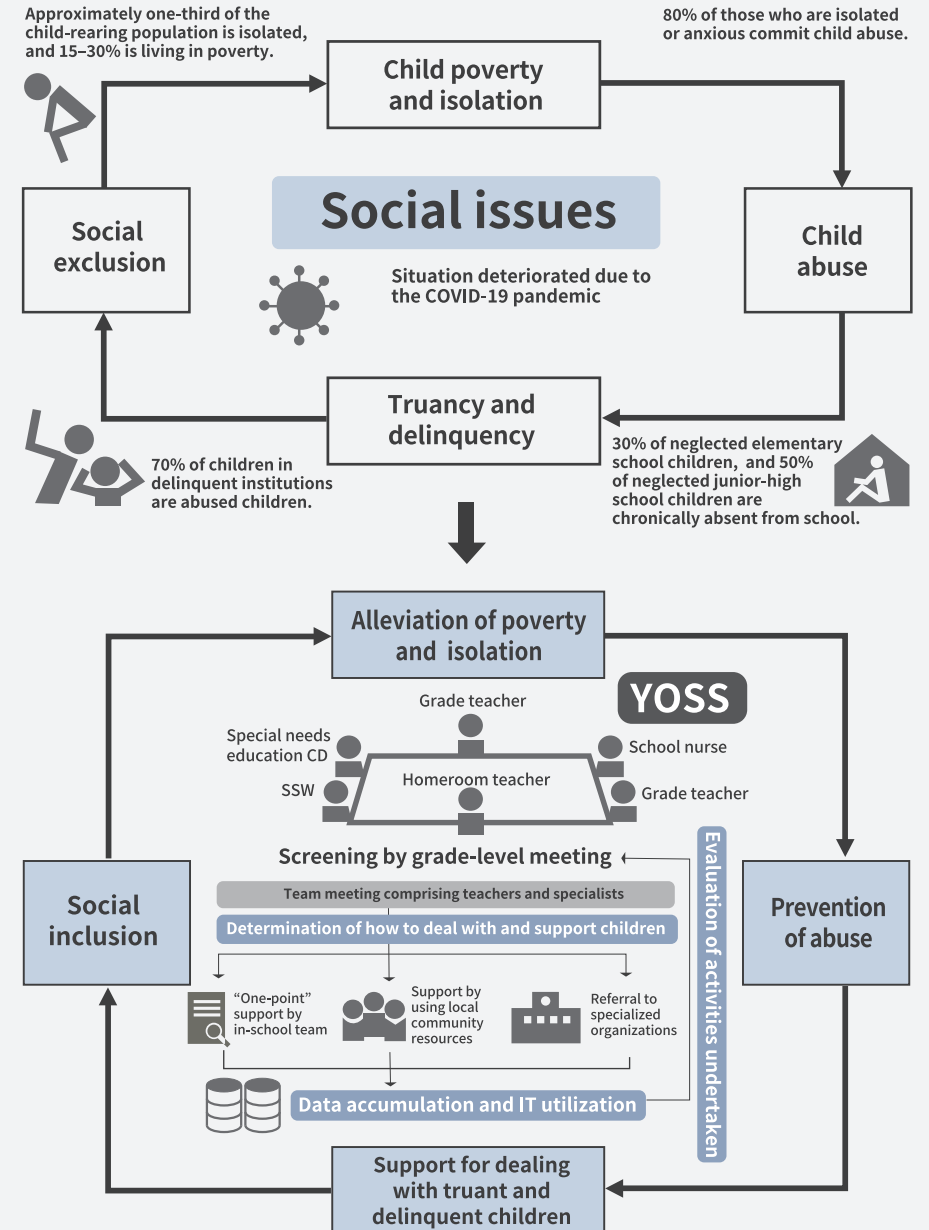 Approximately one-third of the
child-rearing population is isolated,
and 15–30% is living in poverty.
80% of those who are isolated
or anxious commit child abuse.
Child poverty
and isolation
Social issues
Social
exclusion
Child
abuse
Situation deteriorated due to
the COVID-19 pandemic
Truancy and
delinquency
70% of children in
delinquent institutions
are abused children.
30% of neglected elementary
school children, and 50%
of neglected junior-high
school children are
chronically absent from school.
Alleviation of poverty
and isolation
YOSS
Grade teacher
Special needs
education CD
School nurse
SSW
Homeroom teacher
Grade teacher
Screening by grade-level meeting
Team meeting comprising teachers and specialists
Determination of how to deal with and support children
Evaluation of activities undertaken
Social
inclusion
Prevention
of abuse
“One-point”
support by
in-school team
Support by
using local
community
resources
Referral to
specialized
organizations
Data accumulation and IT utilization
Support for dealing
with truant and
delinquent children